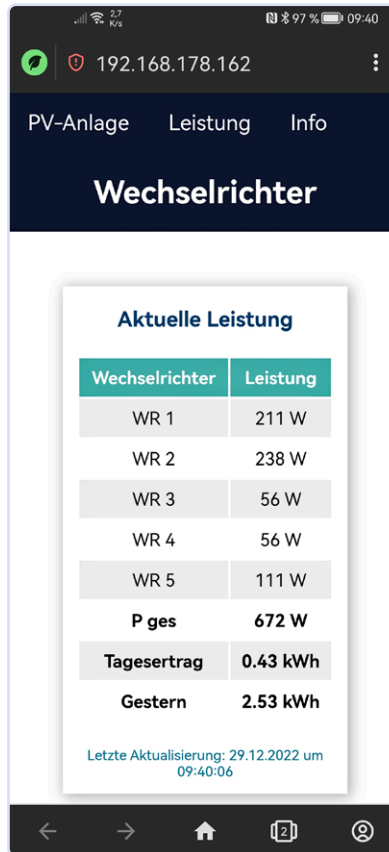 2,7
K/s
97 % 09:40
192.168.178.162
PV-Anlage Leistung Info
Wechselrichter
Aktuelle Leistung
Wechselrichter Leistung
WR 1 211 W
WR 2 238 W
WR 3 56 W
WR 4 56 W
WR 5 111 W
P ges 672 W
Tagesertrag 0.43 kWh
Gestern 2.53 kWh
Letzte Aktualisierung: 29.12.2022 um
09:40:06
2